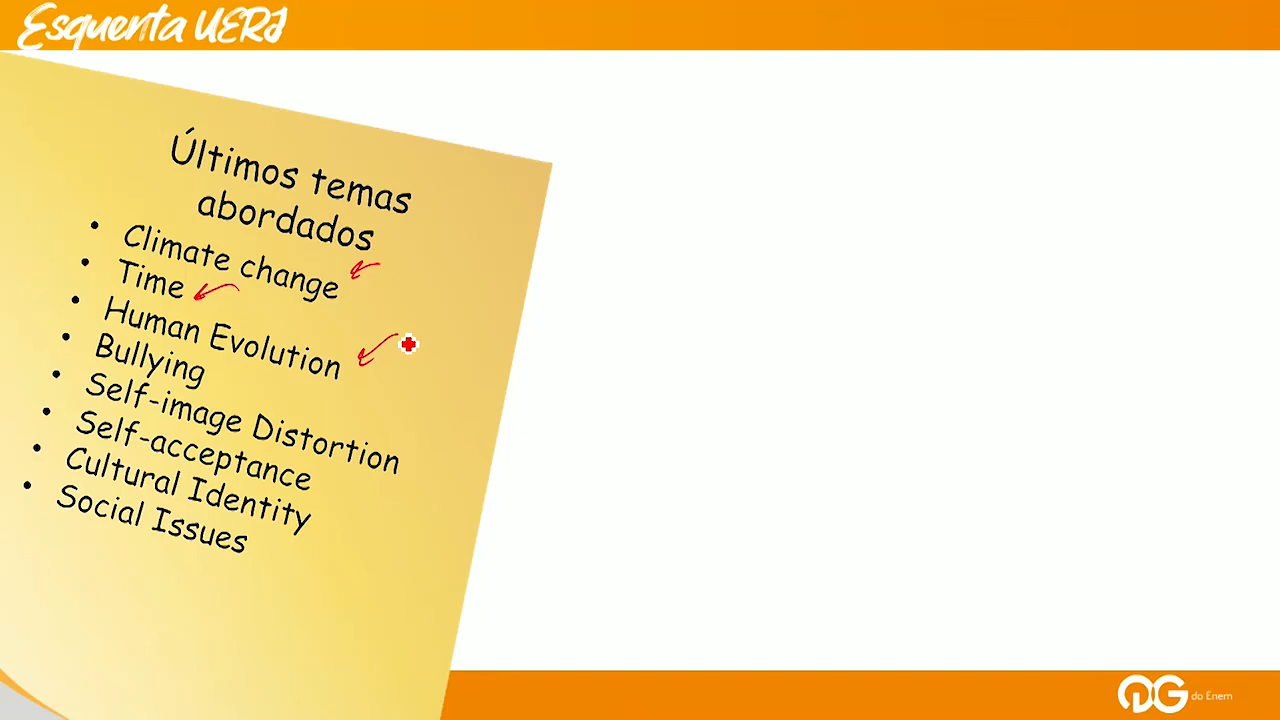 Esquenta UERJ
Últimos temas
abordados
• Climate change
• Time
• Human Evolution
• Bullying
• Self-image Distortion
• Self-acceptance
• Cultural Identity
• Social Issues
QG do Enem